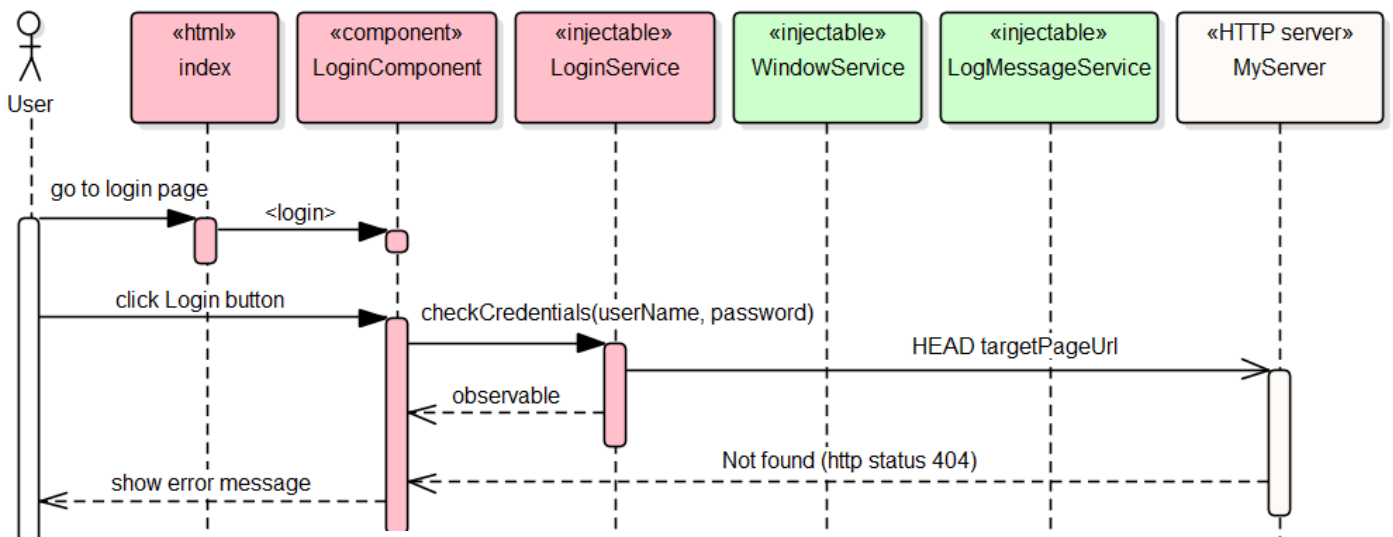 «html»
index
«component»
LoginComponent
«injectable»
LoginService
«injectable»
WindowService
«injectable»
LogMessageService
«HTTP server»
MyServer
User
go to login page
<login>
click Login button
checkCredentials(userName, password)
HEAD targetPageUrl
observable
Not found (http status 404)
show error message